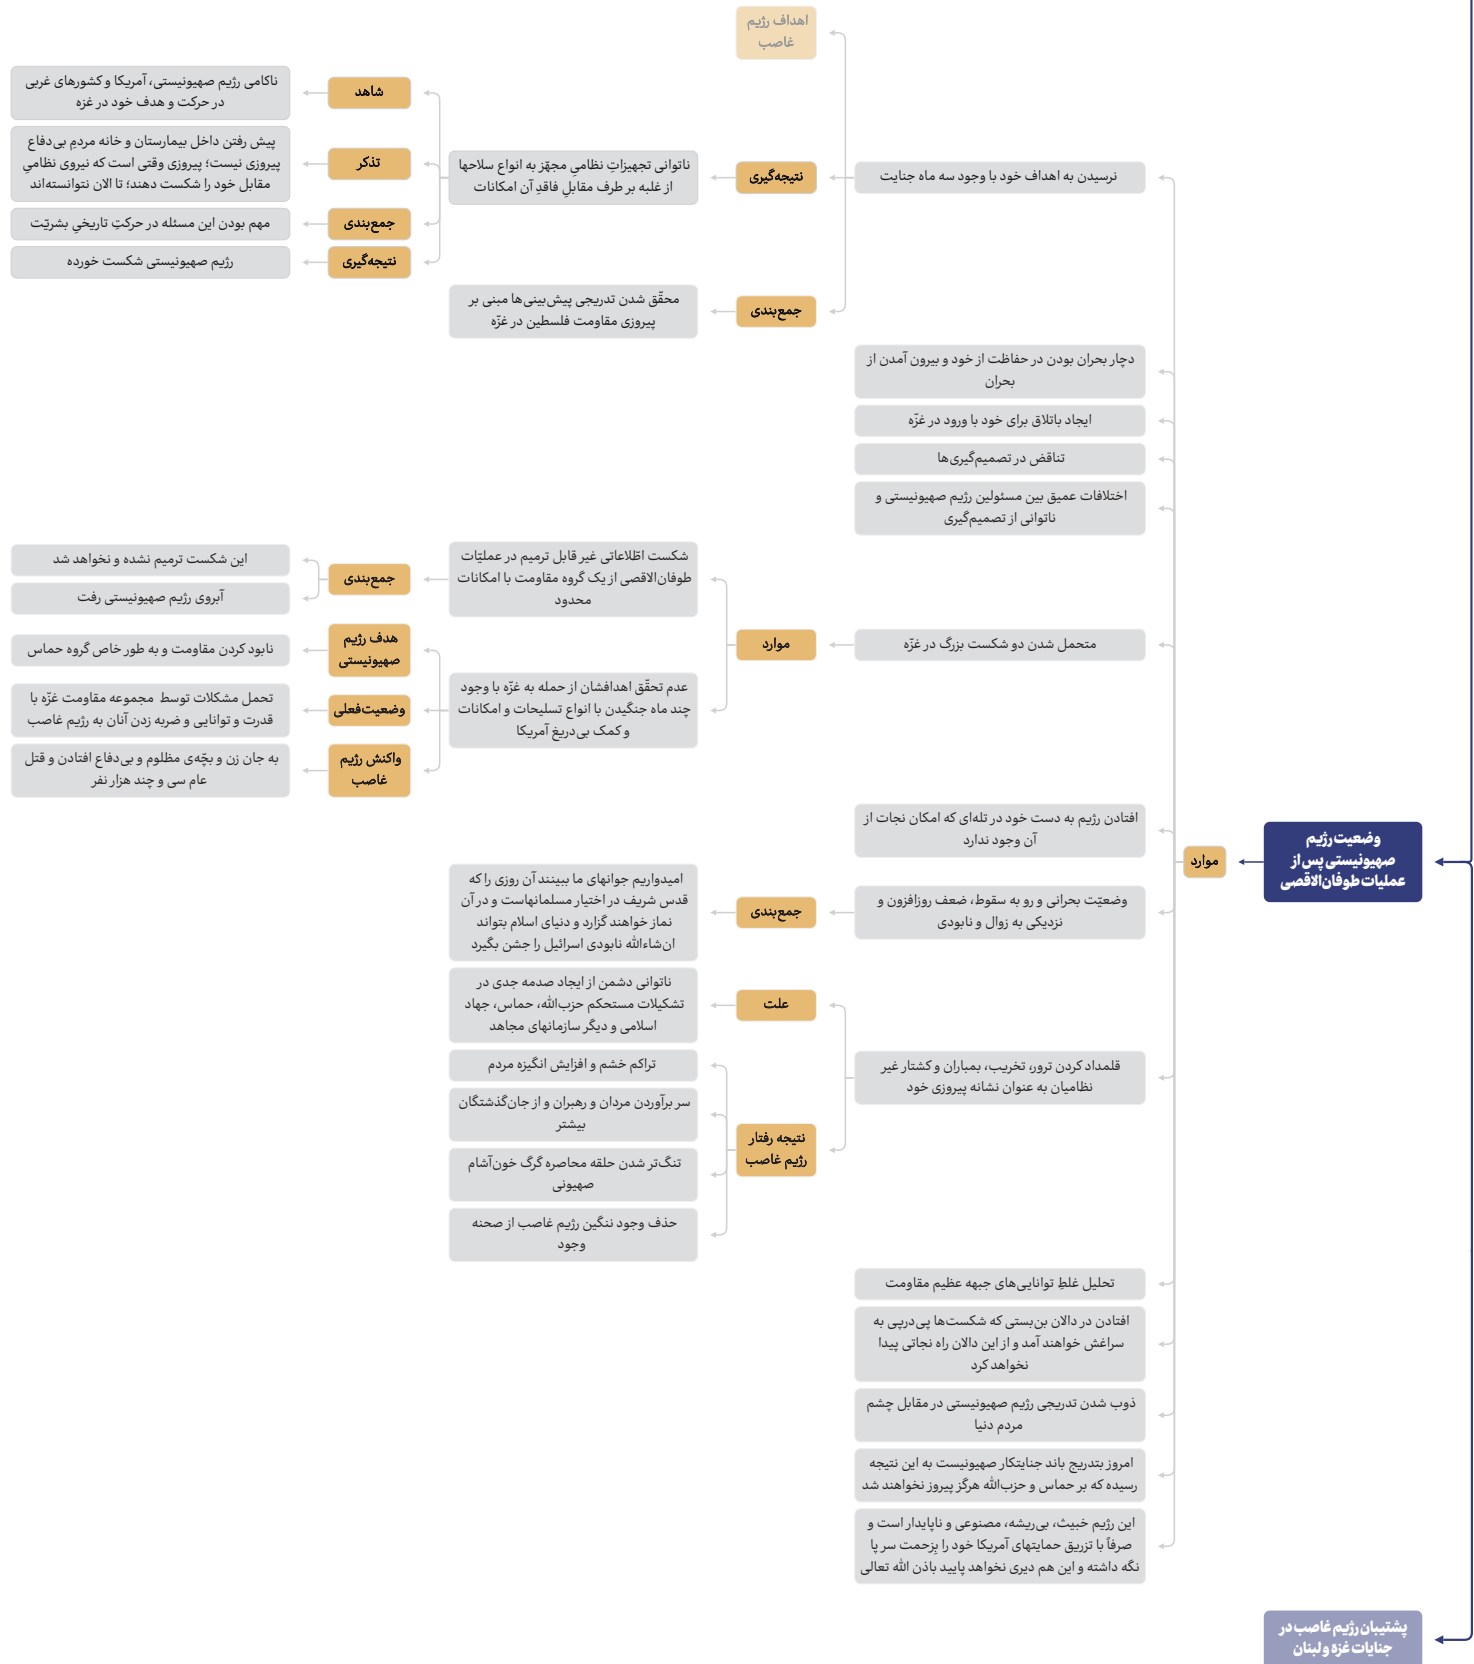 وضعیت رژیم
صهیونیستی پس از
عملیات طوفان‌الاقصی
موارد
نرسیدن به اهداف خود با وجود سه ماه جنایت
اهداف رژیم
غاصب
نتیجه‌گیری
ناتوانی تجهیزاتِ نظامیِ مجهّز به انواع سلاحها
از غلبه بر طرف مقابلِ فاقدِ آن امکانات
شاهد
ناکامی رژیم صهیونیستی، آمریکا و کشورهای غربی
در حرکت و هدف خود در غزه
تذکر
پیش رفتن داخل بیمارستان و خانه مردمِ بی‌دفاع
پیروزی نیست؛ پیروزی وقتی است که نیروی نظامیِ
مقابل خود را شکست دهند؛ تا الان نتوانسته‌اند
جمع‌بندی
مهم بودن این مسئله در حرکتِ تاریخیِ بشریّت
نتیجه‌گیری
رژیم صهیونیستی شکست خورده
جمع‌بندی
محقّق شدن تدریجی پیش‌بینی‌ها مبنی بر
پیروزی مقاومت فلسطین در غزّه
دچار بحران بودن در حفاظت از خود و بیرون آمدن از
بحران
ایجاد باتلاق برای خود با ورود در غزّه
تناقض در تصمیم‌گیری‌ها
اختلافات عمیق بین مسئولین رژیم صهیونیستی و
ناتوانی از تصمیم‌گیری
متحمل شدن دو شکست بزرگ در غزّه
موارد
شکست اطّلاعاتی غیر قابل ترمیم در عملیّات
طوفان‌الاقصی از یک گروه مقاومت با امکانات
محدود
جمع‌بندی
این شکست ترمیم نشده و نخواهد شد
آبروی رژیم صهیونیستی رفت
عدم تحقّق اهدافشان از حمله به غزّه با وجود
چند ماه جنگیدن با انواع تسلیحات و امکانات
و کمک بی‌دریغ آمریکا
هدف رژیم
صهیونیستی
نابود کردن مقاومت و به طور خاص گروه حماس
وضعیت‌فعلی
تحمل مشکلات توسط مجموعه مقاومت غزّه با
قدرت و توانایی و ضربه زدن آنان به رژیم غاصب
واکنش رژیم
غاصب
به جان زن و بچّه‌ی مظلوم و بی‌دفاع افتادن و قتل
عام سی و چند هزار نفر
افتادن رژیم به دست خود در تله‌ای که امکان نجات از
آن وجود ندارد
وضعیّت بحرانی و رو به سقوط، ضعف روزافزون و
نزدیکی به زوال و نابودی
جمع‌بندی
امیدواریم جوانهای ما ببینند آن روزی را که
قدس شریف در اختیار مسلمانهاست و در آن
نماز خواهند گزارد و دنیای اسلام بتواند
ان‌شاءالله نابودی اسرائیل را جشن بگیرد
قلمداد کردن ترور، تخریب، بمباران و کشتار غیر
نظامیان به عنوان نشانه پیروزی خود
علت
ناتوانی دشمن از ایجاد صدمه جدی در
تشکیلات مستحکم حزب‌الله، حماس، جهاد
اسلامی و دیگر سازمانهای مجاهد
نتیجه رفتار
رژیم غاصب
تراکم خشم و افزایش انگیزه مردم
سر برآوردن مردان و رهبران و از جان‌گذشتگان
بیشتر
تنگ‌تر شدن حلقه محاصره گرگ خون‌آشام
صهیونی
حذف وجود ننگین رژیم غاصب از صحنه
وجود
تحلیل غلطِ توانایی‌های جبهه عظیم مقاومت
افتادن در دالان بن‌بستی که شکست‌ها پی‌درپی به
سراغش خواهند آمد و از این دالان راه نجاتی پیدا
نخواهد کرد
ذوب شدن تدریجی رژیم صهیونیستی در مقابل چشم
مردم دنیا
امروز بتدریج باند جنایتکار صهیونیست به این نتیجه
رسیده که بر حماس و حزب‌الله هرگز پیروز نخواهند شد
این رژیم خبیث، بی‌ریشه، مصنوعی و ناپایدار است و
صرفاً با تزریق حمایتهای آمریکا خود را بزحمت سر پا
نگه داشته و این هم دیری نخواهد پایید باذن الله تعالی
پشتیبان رژیم غاصب در
جنایات غزه و لبنان